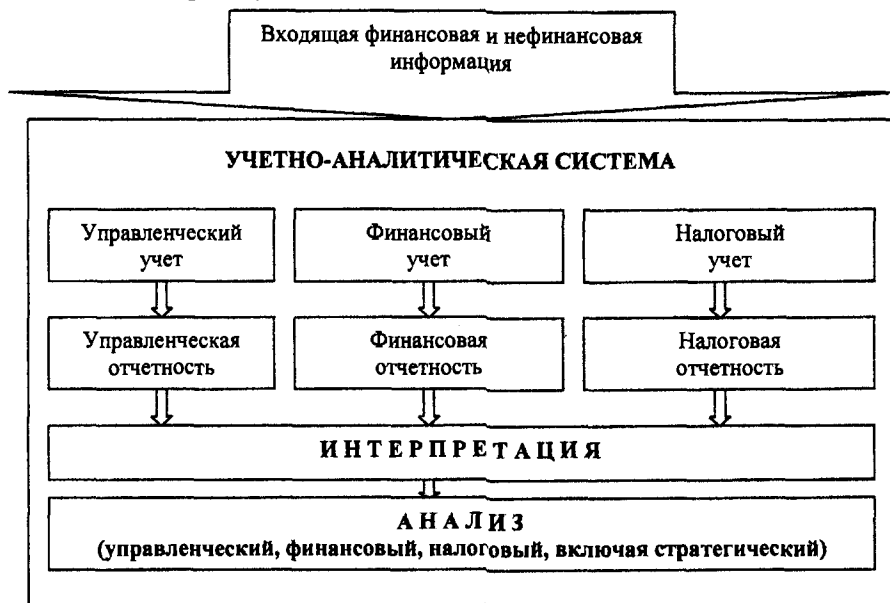 Входящая финансовая и нефинансовая
информация
УЧЕТНО-АНАЛИТИЧЕСКАЯ СИСТЕМА
Управленческий
учет
Финансовый
учет
Налоговый
учет
Управленческая
отчетность
Финансовая
отчетность
Налоговая
отчетность
ИНТЕРПРЕТАЦИЯ
АНАЛИЗ
(управленческий, финансовый, налоговый, включая стратегический)